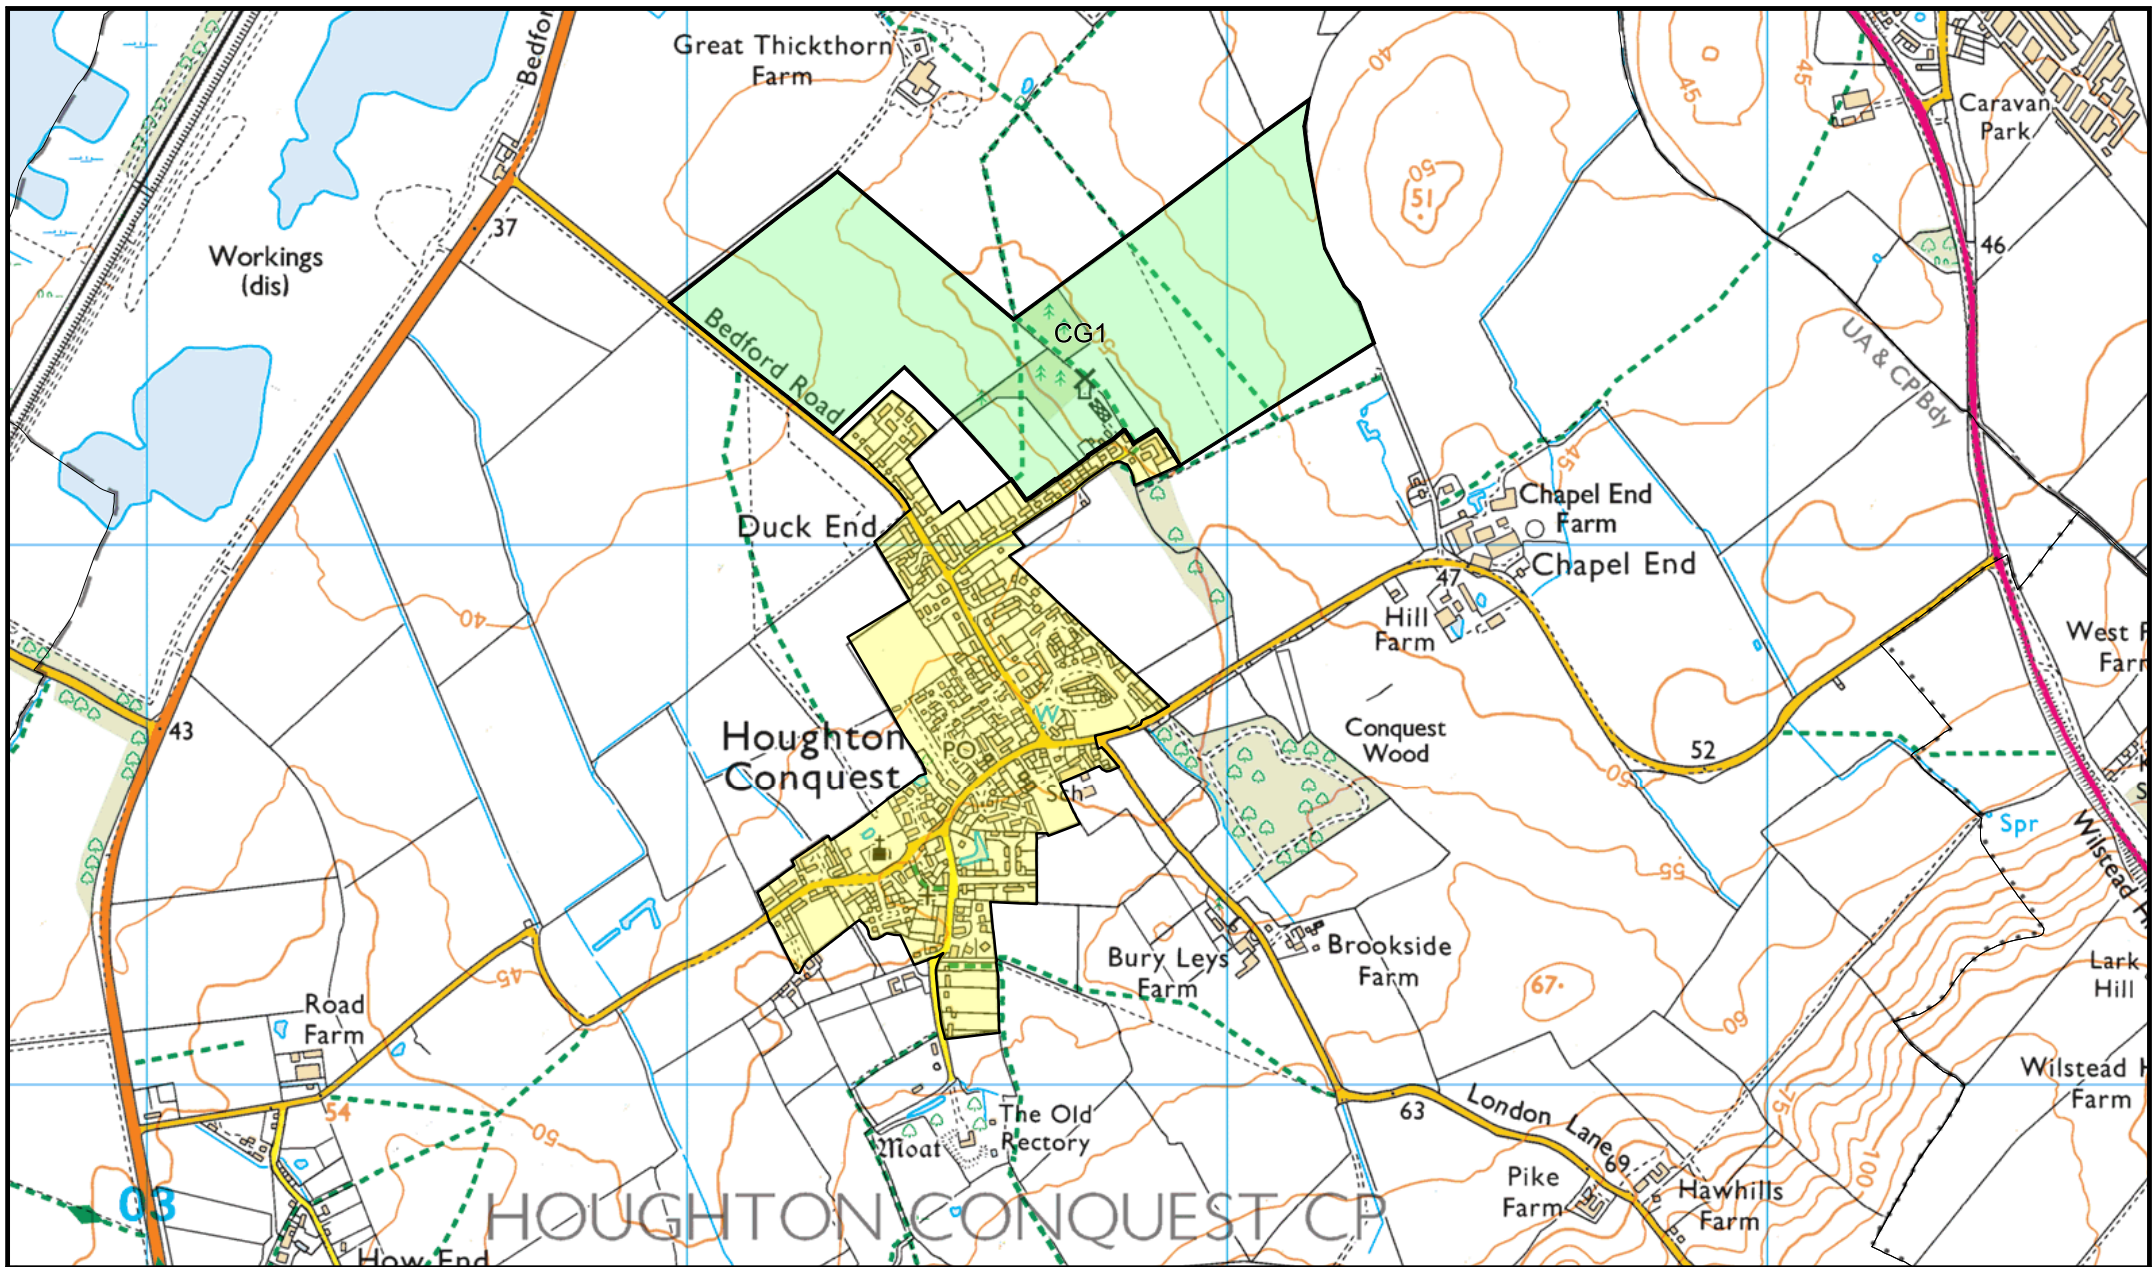 Great Thickthorn
Farm
Bedfor
40
45
45
Caravan
Park
50
51
37
46
Workings
(dis)
CG1
50
Bedford Road
UA & CP Bdy
45
Chapel End
Farm
Duck End
Chapel End
47
40
Hill
Farm
West F
Farm
43
W
Houghton
Conquest
PO
Conquest
Wood
52
50
Sch
Spr
55
Wilstead H
Bury Leys
Farm
Brookside
Farm
67
Lark
Hill
45
60
Road
Farm
Wilstead H
Farm
54
63
London Lane
75
50
The Old
Rectory
Moat
69
100
Pike
Farm
Hawhills
Farm
03
HOUGHTON CONQUEST CP
How End